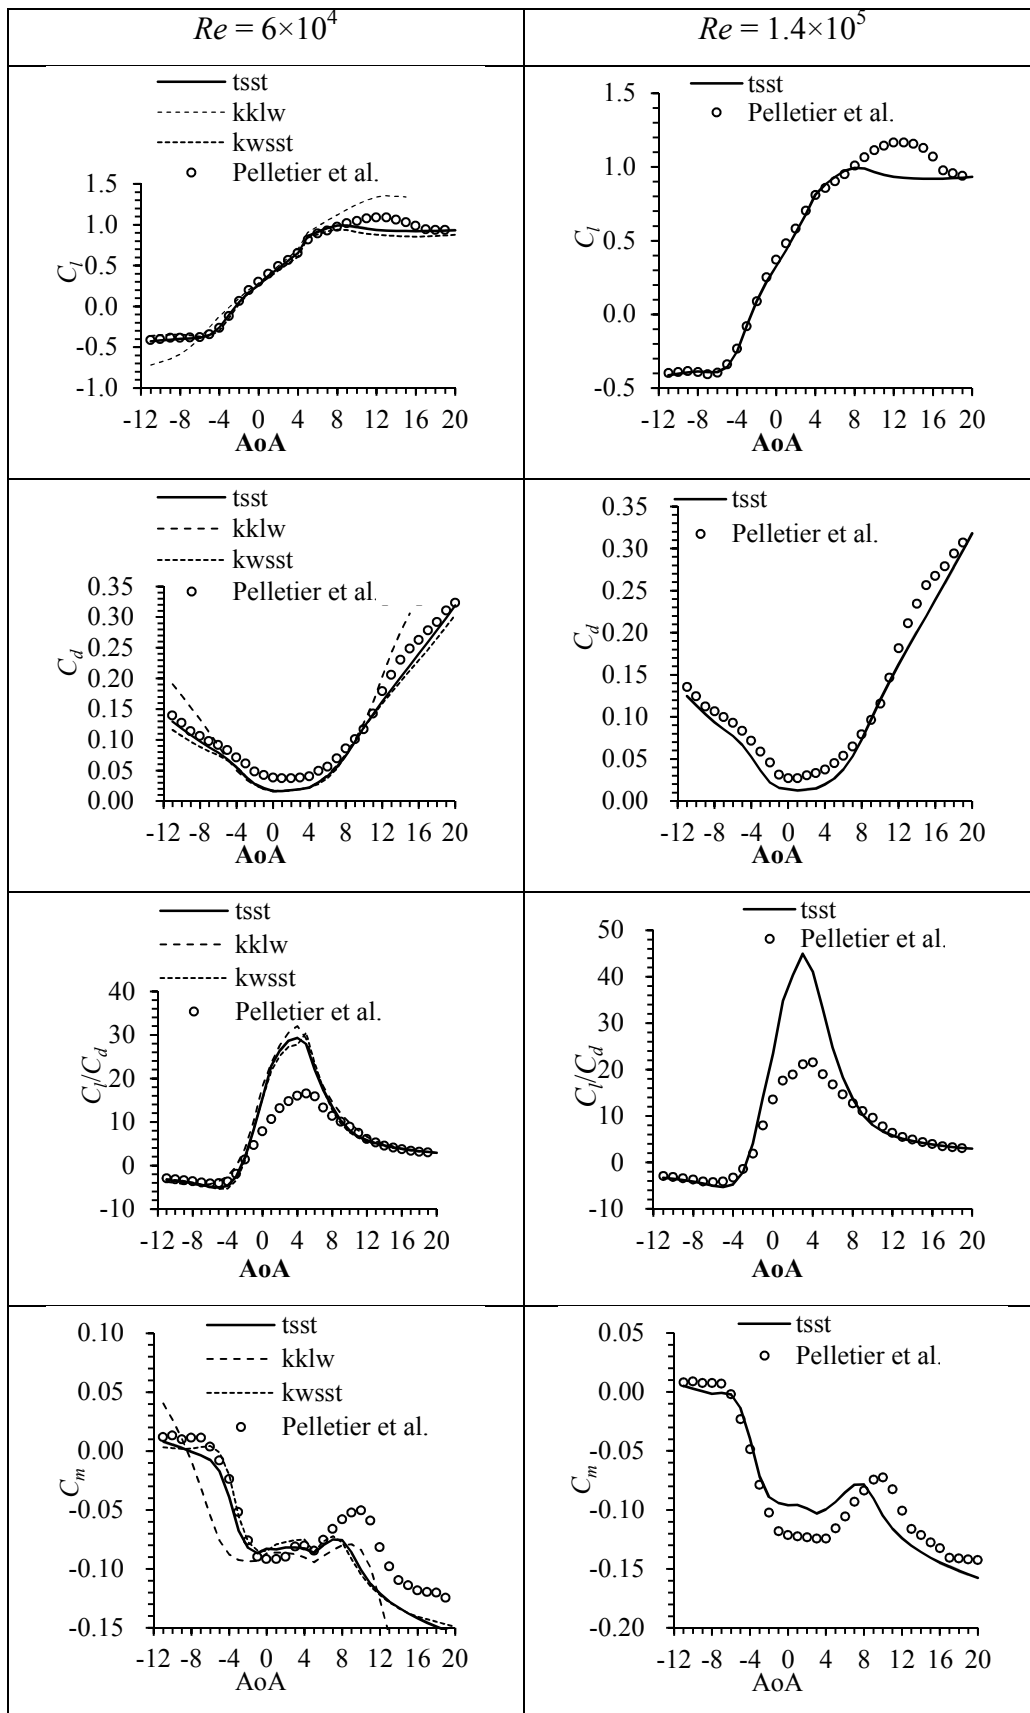 Re = 6×10⁴
Re = 1.4×10⁵
tsst
kklw
kwsst
Pelletier et al.
1.5
1.0
0.5
0.0
-0.5
-1.0
C_l
-12 -8 -4 0 4 8 12 16 20
AoA
tsst
Pelletier et al.
1.5
1.0
0.5
0.0
-0.5
C_l
-12 -8 -4 0 4 8 12 16 20
AoA
tsst
kklw
kwsst
Pelletier et al.
0.35
0.30
0.25
0.20
0.15
0.10
0.05
0.00
C_d
-12 -8 -4 0 4 8 12 16 20
AoA
tsst
Pelletier et al.
0.35
0.30
0.25
0.20
0.15
0.10
0.05
0.00
C_d
-12 -8 -4 0 4 8 12 16 20
AoA
tsst
kklw
kwsst
Pelletier et al.
40
30
20
10
0
-10
C_l/C_d
-12 -8 -4 0 4 8 12 16 20
AoA
tsst
Pelletier et al.
50
40
30
20
10
0
-10
C_l/C_d
-12 -8 -4 0 4 8 12 16 20
AoA
tsst
kklw
kwsst
Pelletier et al.
0.10
0.05
0.00
-0.05
-0.10
-0.15
C_m
-12 -8 -4 0 4 8 12 16 20
AoA
tsst
Pelletier et al.
0.05
0.00
-0.05
-0.10
-0.15
-0.20
C_m
-12 -8 -4 0 4 8 12 16 20
AoA